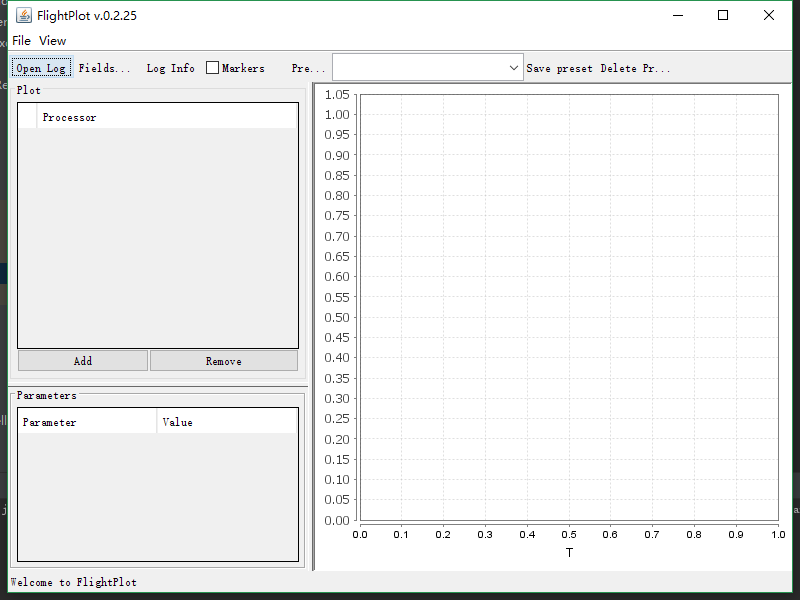 FlightPlot v.0.2.25
File View
Open Log Fields... Log Info Markers Pre... Save preset Delete Pr...
Plot
Processor
Add Remove
Parameters
Parameter Value
1.05
1.00
0.95
0.90
0.85
0.80
0.75
0.70
0.65
0.60
0.55
0.50
0.45
0.40
0.35
0.30
0.25
0.20
0.15
0.10
0.05
0.00
0.0 0.1 0.2 0.3 0.4 0.5 0.6 0.7 0.8 0.9 1.0
T
Welcome to FlightPlot